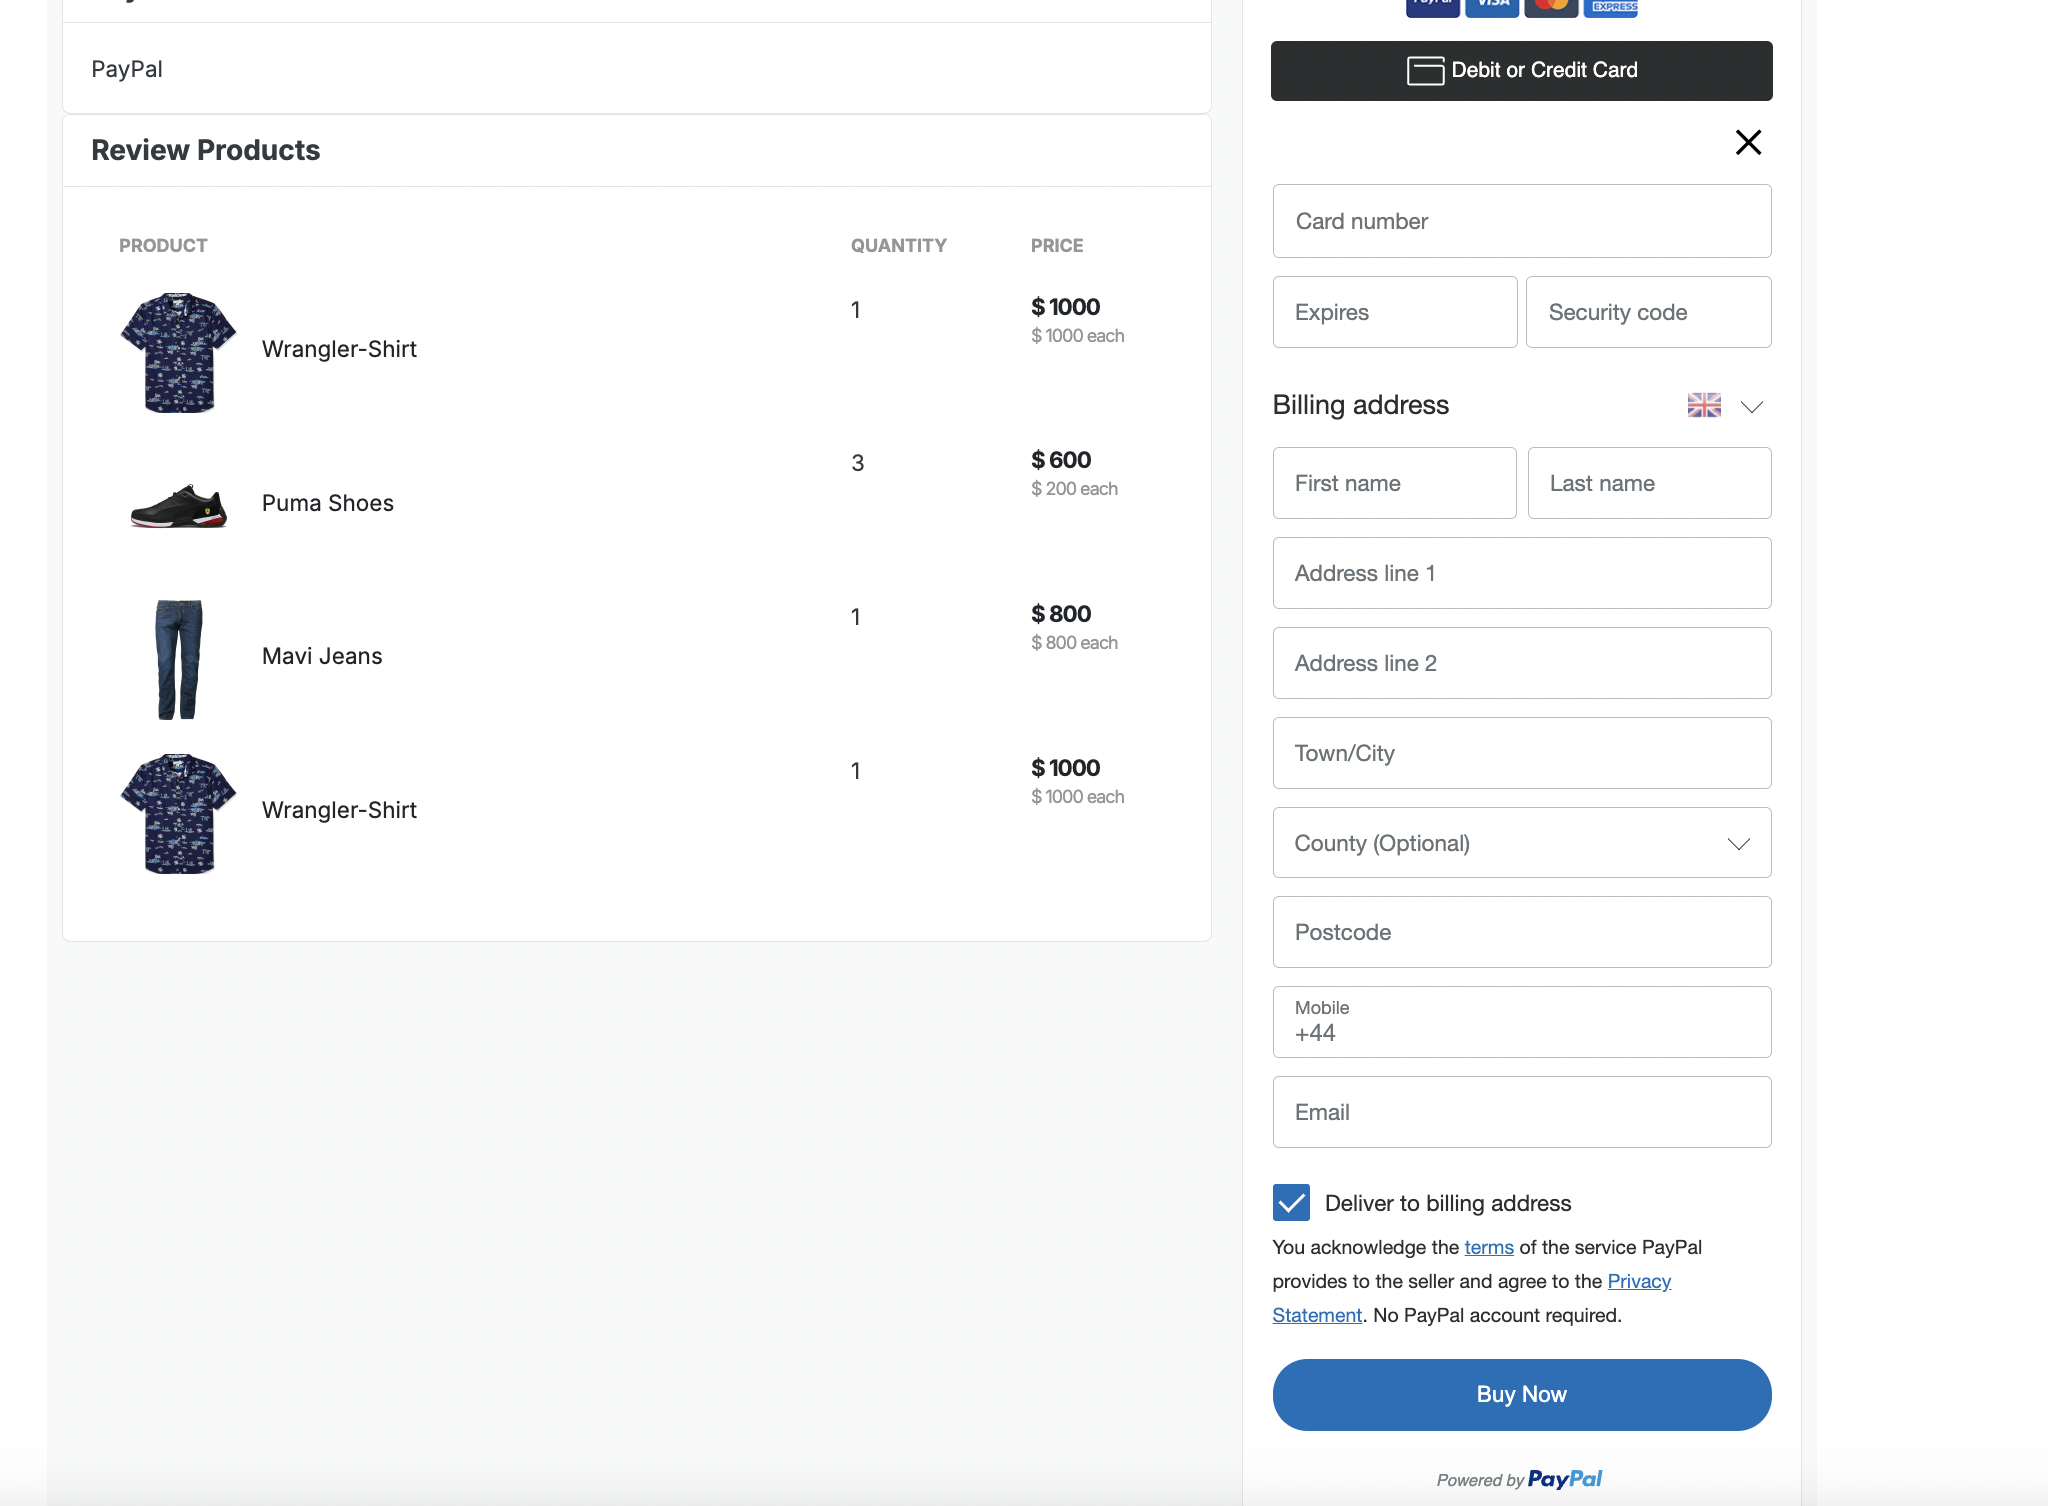 PayPal
Review Products
PRODUCT QUANTITY PRICE
Wrangler-Shirt 1 $ 1000
$ 1000 each
Puma Shoes 3 $ 600
$ 200 each
Mavi Jeans 1 $ 800
$ 800 each
Wrangler-Shirt 1 $ 1000
$ 1000 each
PayPal VISA EXPRESS
Debit or Credit Card
Card number
Expires Security code
Billing address
First name Last name
Address line 1
Address line 2
Town/City
County (Optional)
Postcode
Mobile
+44
Email
Deliver to billing address
You acknowledge the terms of the service PayPal
provides to the seller and agree to the Privacy
Statement. No PayPal account required.
Buy Now
Powered by PayPal